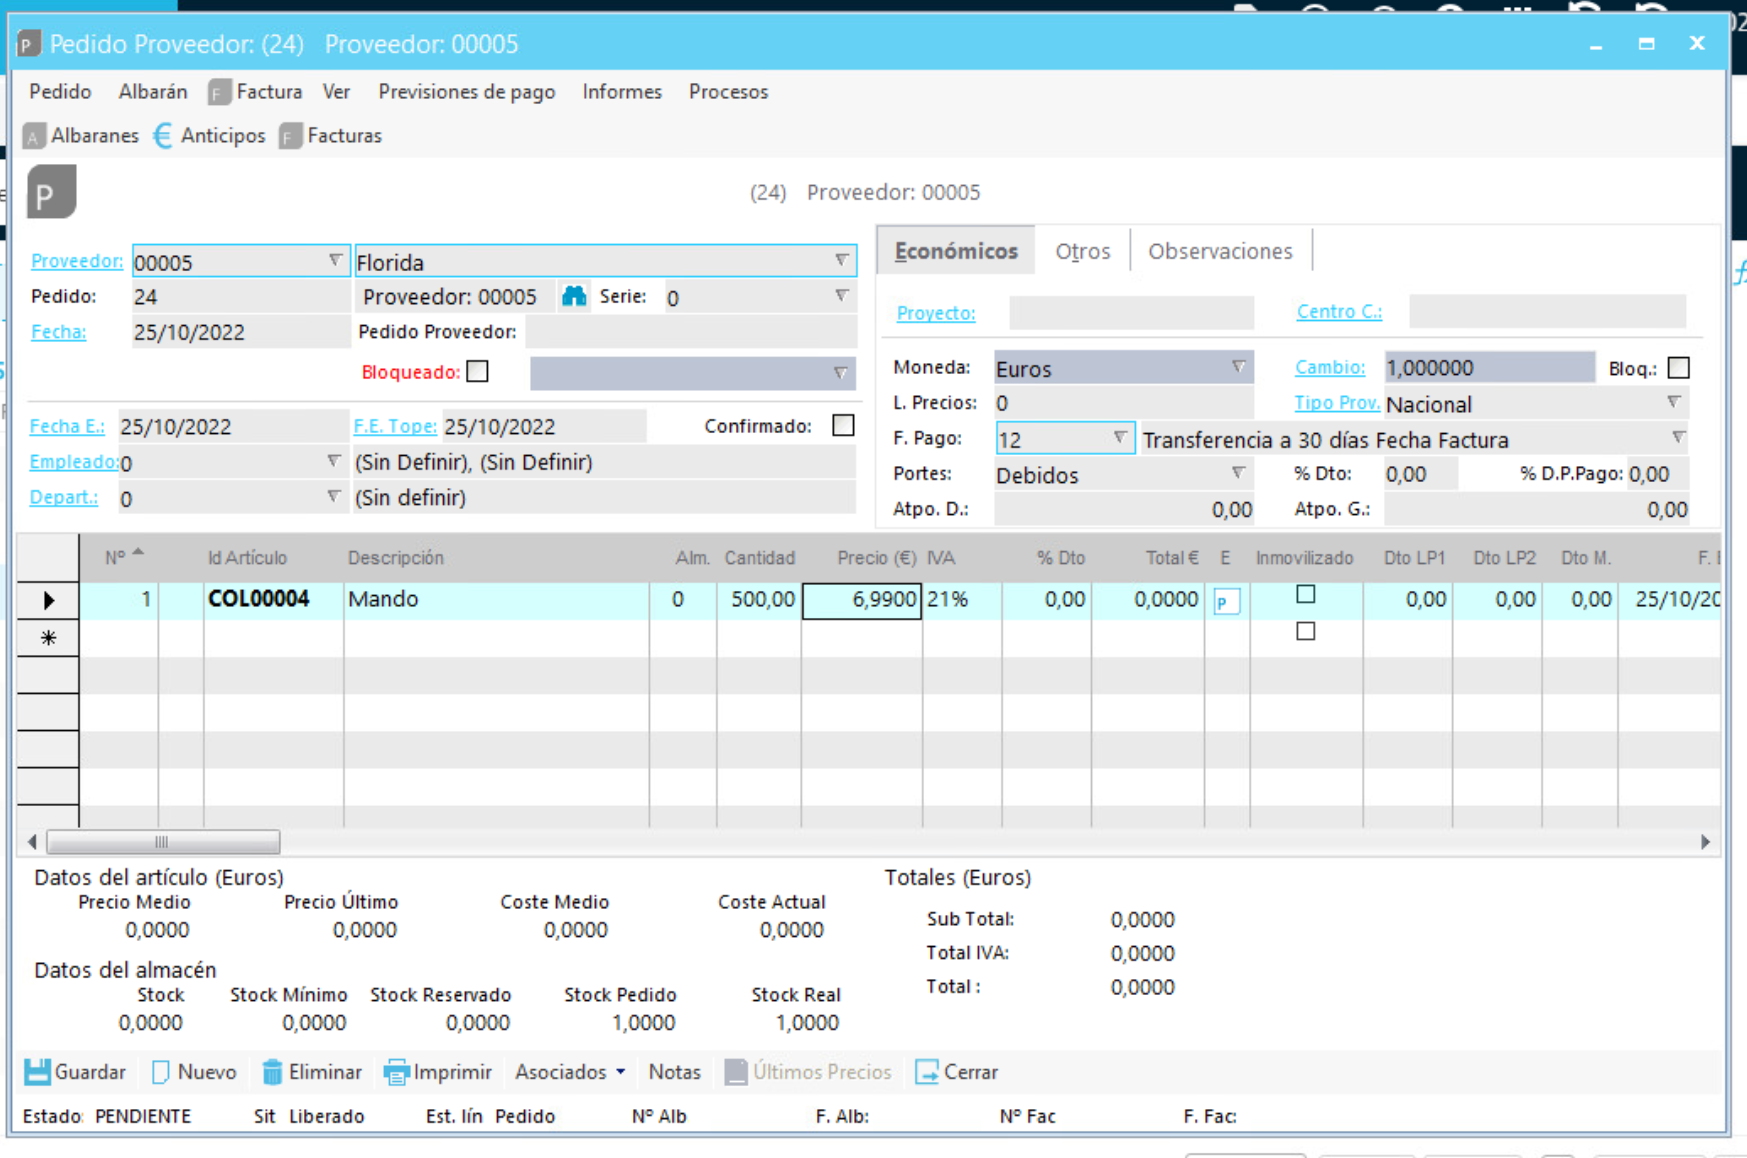 P Pedido Proveedor: (24) Proveedor: 00005
Pedido Albarán F Factura Ver Previsiones de pago Informes Procesos
A Albaranes € Anticipos F Facturas
P (24) Proveedor: 00005
Económicos Otros Observaciones
Proveedor: 00005 Florida
Pedido: 24 Proveedor: 00005 Serie: 0
Fecha: 25/10/2022 Pedido Proveedor:
Bloqueado:
Proyecto: Centro C.:
Moneda: Euros Cambio: 1,000000 Bloq.:
L. Precios: 0 Tipo Prov. Nacional
F. Pago: 12 Transferencia a 30 días Fecha Factura
Portes: Debidos % Dto: 0,00 % D.P.Pago: 0,00
Atpo. D.: 0,00 Atpo. G.: 0,00
Fecha E.: 25/10/2022 F.E. Tope: 25/10/2022 Confirmado:
Empleado: 0 (Sin Definir), (Sin Definir)
Depart.: 0 (Sin definir)
Nº Id Artículo Descripción Alm. Cantidad Precio (€) IVA % Dto Total € E Inmovilizado Dto LP1 Dto LP2 Dto M. F.
1 COL00004 Mando 0 500,00 6,9900 21% 0,00 0,0000 P 0,00 0,00 0,00 25/10/20
Datos del artículo (Euros)
Precio Medio Precio Último Coste Medio Coste Actual
0,0000 0,0000 0,0000 0,0000
Datos del almacén
Stock Stock Mínimo Stock Reservado Stock Pedido Stock Real
0,0000 0,0000 0,0000 1,0000 1,0000
Totales (Euros)
Sub Total: 0,0000
Total IVA: 0,0000
Total : 0,0000
Guardar Nuevo Eliminar Imprimir Asociados Notas Últimos Precios Cerrar
Estado: PENDIENTE Sit Liberado Est. lín Pedido Nº Alb F. Alb: Nº Fac F. Fac: